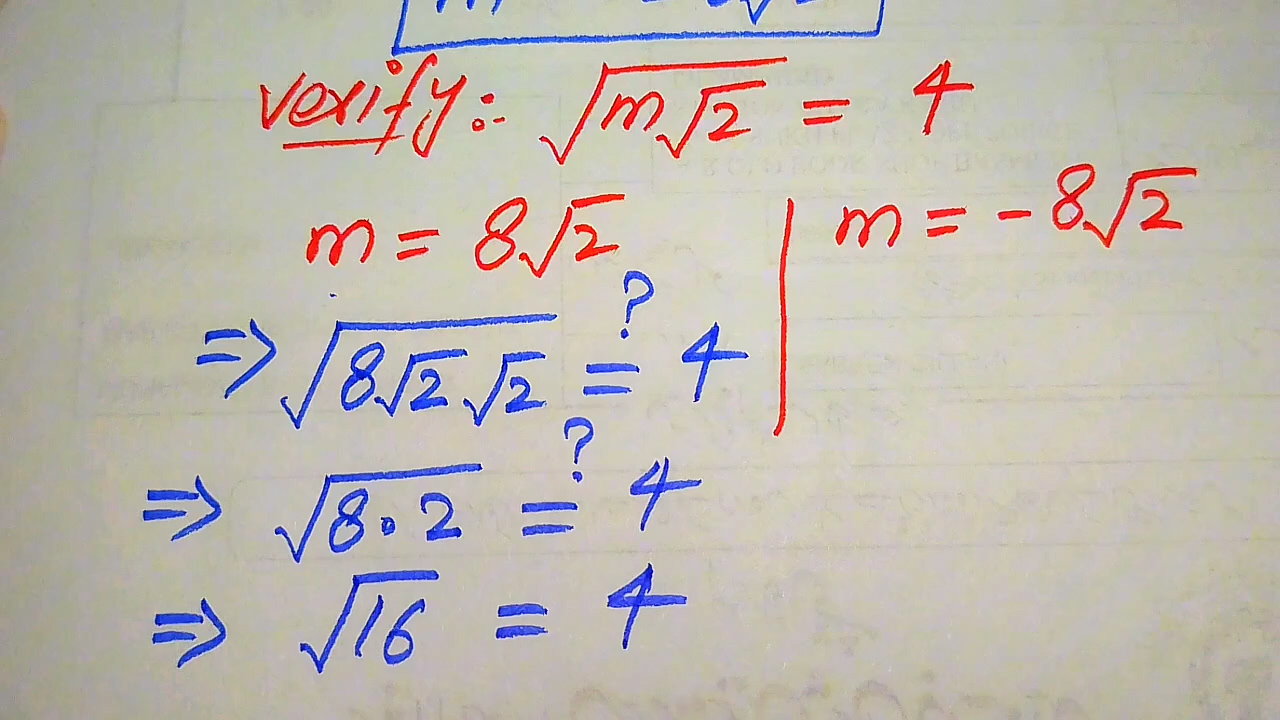 verify:- √(m√2) = 4
m = 8√2 | m = -8√2
=> √(8√2 √2) ≟ 4
=> √(8·2) ≟ 4
=> √16 = 4